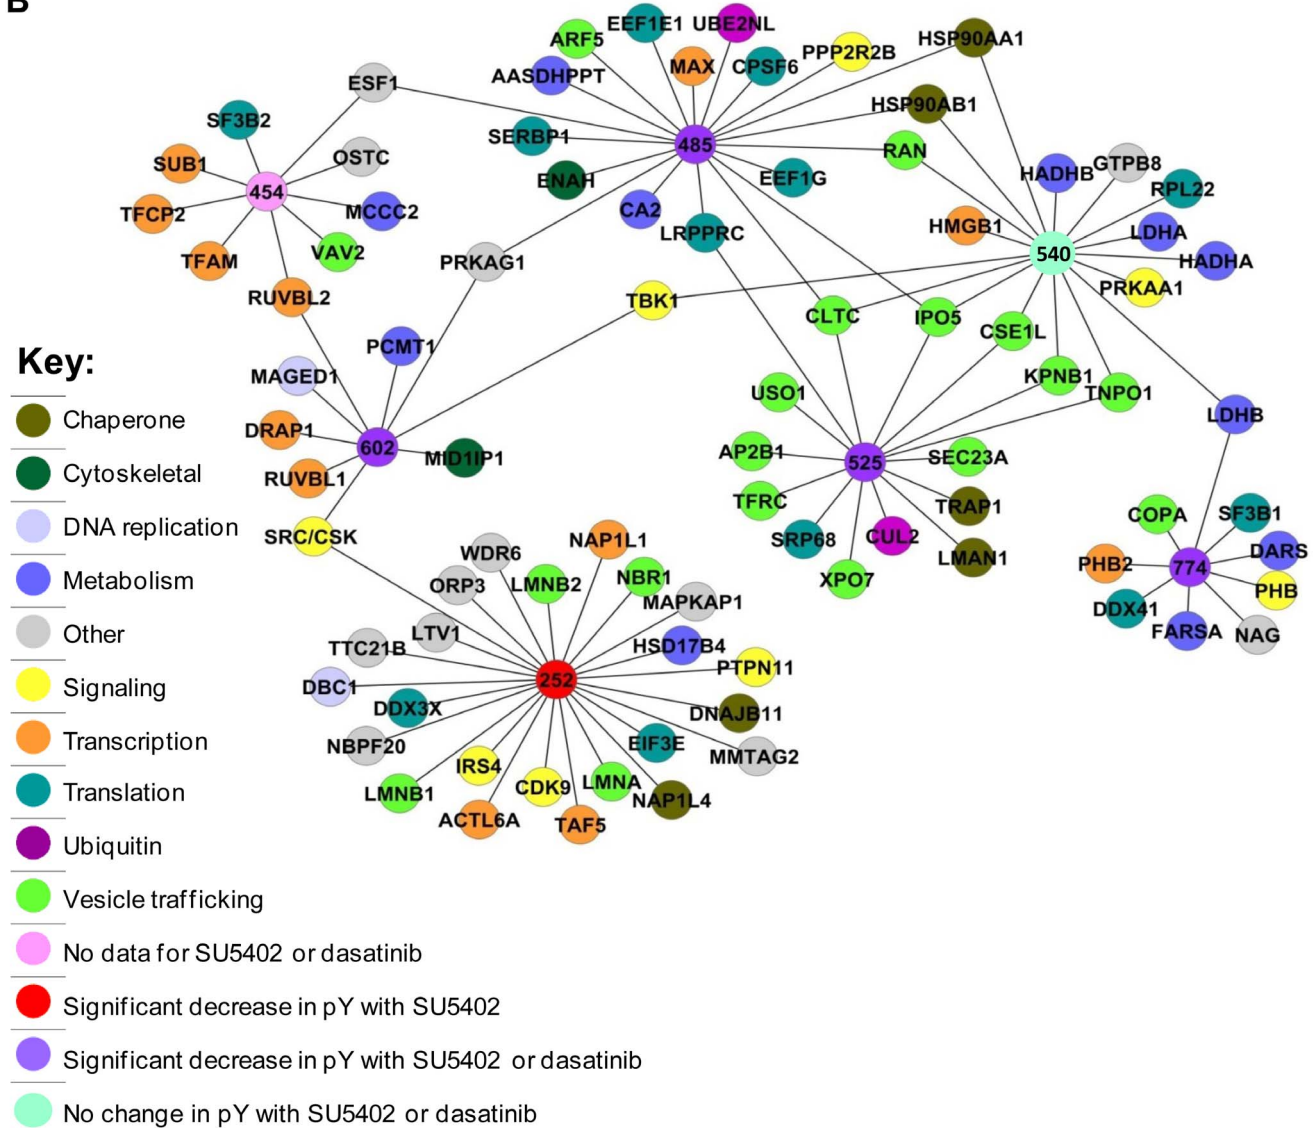 B
EEF1E1 UBE2NL
ARF5
HSP90AA1
PPP2R2B
MAX CPSF6
AASDHPPT
ESF1
HSP90AB1
SF3B2
SERBP1
485
RAN
OSTC
SUB1
GTPB8
HADHB
ENAH
EEF1G
RPL22
454
CA2
MCCC2
TFCP2
HMGB1
LRPPRC
LDHA
VAV2
540
TFAM
PRKAG1
HADHA
PRKAA1
RUVBL2
TBK1
CLTC
IPO5
CSE1L
PCMT1
Key:
MAGED1
KPNB1
TNPO1
USO1
LDHB
Chaperone
DRAP1
602
AP2B1
MID1IP1
525
SEC23A
Cytoskeletal
RUVBL1
TFRC
TRAP1
COPA
SF3B1
DNA replication
SRC/CSK
SRP68
CUL2
NAP1L1
WDR6
LMAN1
DARS
PHB2
774
Metabolism
ORP3
LMNB2
NBR1
XPO7
PHB
MAPKAP1
DDX41
Other
LTV1
FARSA
NAG
TTC21B
HSD17B4
PTPN11
Signaling
DBC1
252
DDX3X
DNAJB11
Transcription
NBPF20
EIF3E
MMTAG2
IRS4
LMNA
CDK9
Translation
LMNB1
NAP1L4
ACTL6A
TAF5
Ubiquitin
Vesicle trafficking
No data for SU5402 or dasatinib
Significant decrease in pY with SU5402
Significant decrease in pY with SU5402 or dasatinib
No change in pY with SU5402 or dasatinib